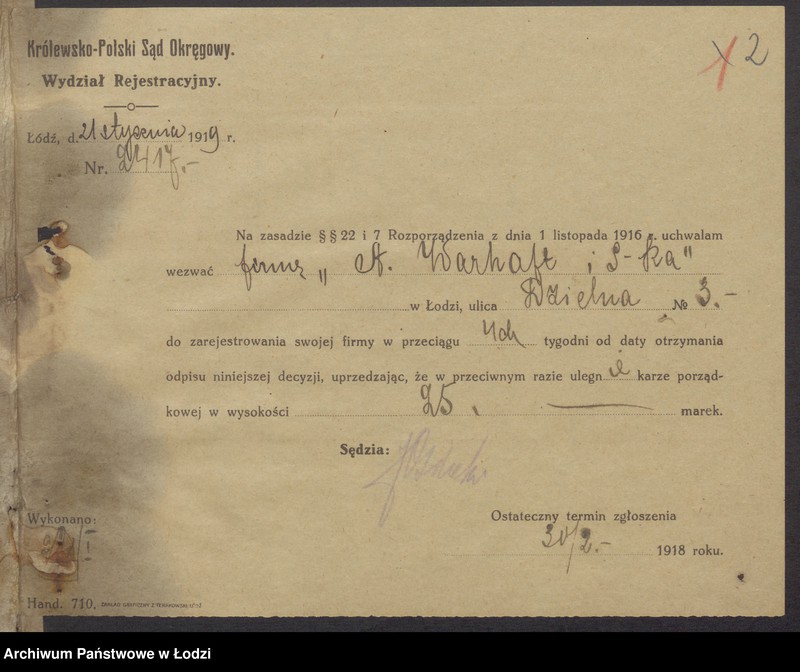 Królewsko-Polski Sąd Okręgowy.
Wydział Rejestracyjny.
2
Łódź, d. 21 stycznia 1919 r.
Nr. 2417.-
Na zasadzie §§ 22 i 7 Rozporządzenia z dnia 1 listopada 1916 r. uchwalam
wezwać firmę „A. Warhaft i S-ka"
w Łodzi, ulica Dzielna № 3.-
do zarejestrowania swojej firmy w przeciągu 4ch tygodni od daty otrzymania
odpisu niniejszej decyzji, uprzedzając, że w przeciwnym razie ulegnie karze porząd-
kowej w wysokości 25. marek.
Sędzia:
Wykonano:
Ostateczny termin zgłoszenia
30/2.- 1918 roku.
Hand. 710.
Archiwum Państwowe w Łodzi